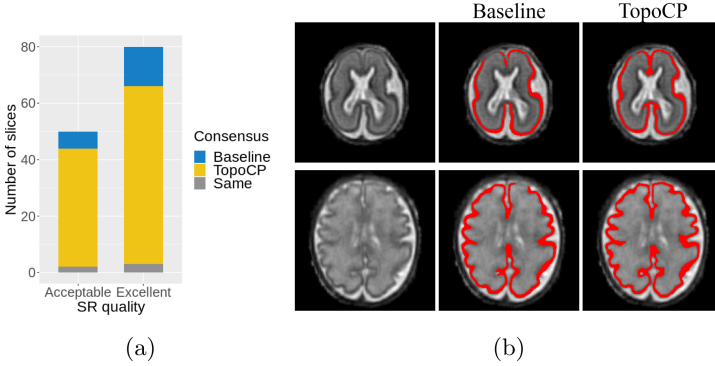 Baseline TopoCP
80
60
40
20
0
Number of slices
Acceptable Excellent
SR quality
Consensus
Baseline
TopoCP
Same
(a) (b)